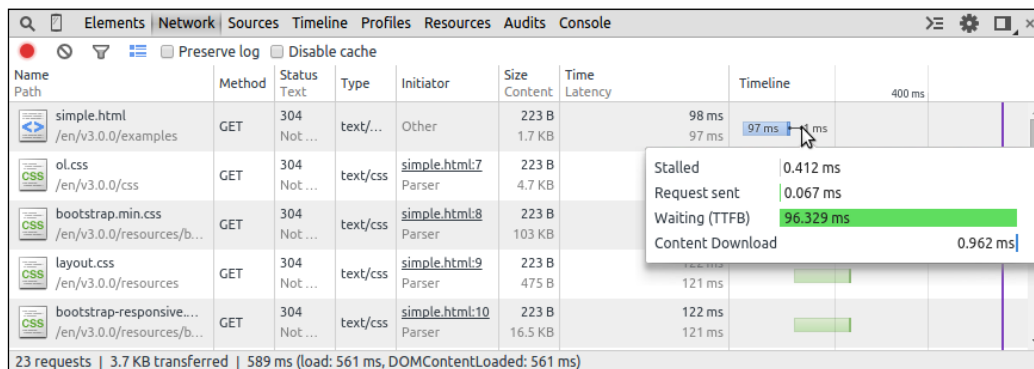 Elements Network Sources Timeline Profiles Resources Audits Console
Preserve log Disable cache
Name Method Status Type Initiator Size Time Timeline
Path Text Content Latency 400 ms
simple.html GET 304 text/... Other 223 B 98 ms 97 ms 1 ms
/en/v3.0.0/examples Not ... 1.7 KB 97 ms
Stalled 0.412 ms
Request sent 0.067 ms
Waiting (TTFB) 96.329 ms
Content Download 0.962 ms
CSS ol.css GET 304 text/css simple.html:7 223 B
/en/v3.0.0/css Not ... Parser 4.7 KB
CSS bootstrap.min.css GET 304 text/css simple.html:8 223 B
/en/v3.0.0/resources/b... Not ... Parser 103 KB
CSS layout.css GET 304 text/css simple.html:9 223 B 122 ms
/en/v3.0.0/resources Not ... Parser 475 B 121 ms
CSS bootstrap-responsive.... GET 304 text/css simple.html:10 223 B 122 ms
/en/v3.0.0/resources/b... Not ... Parser 16.5 KB 121 ms
23 requests | 3.7 KB transferred | 589 ms (load: 561 ms, DOMContentLoaded: 561 ms)